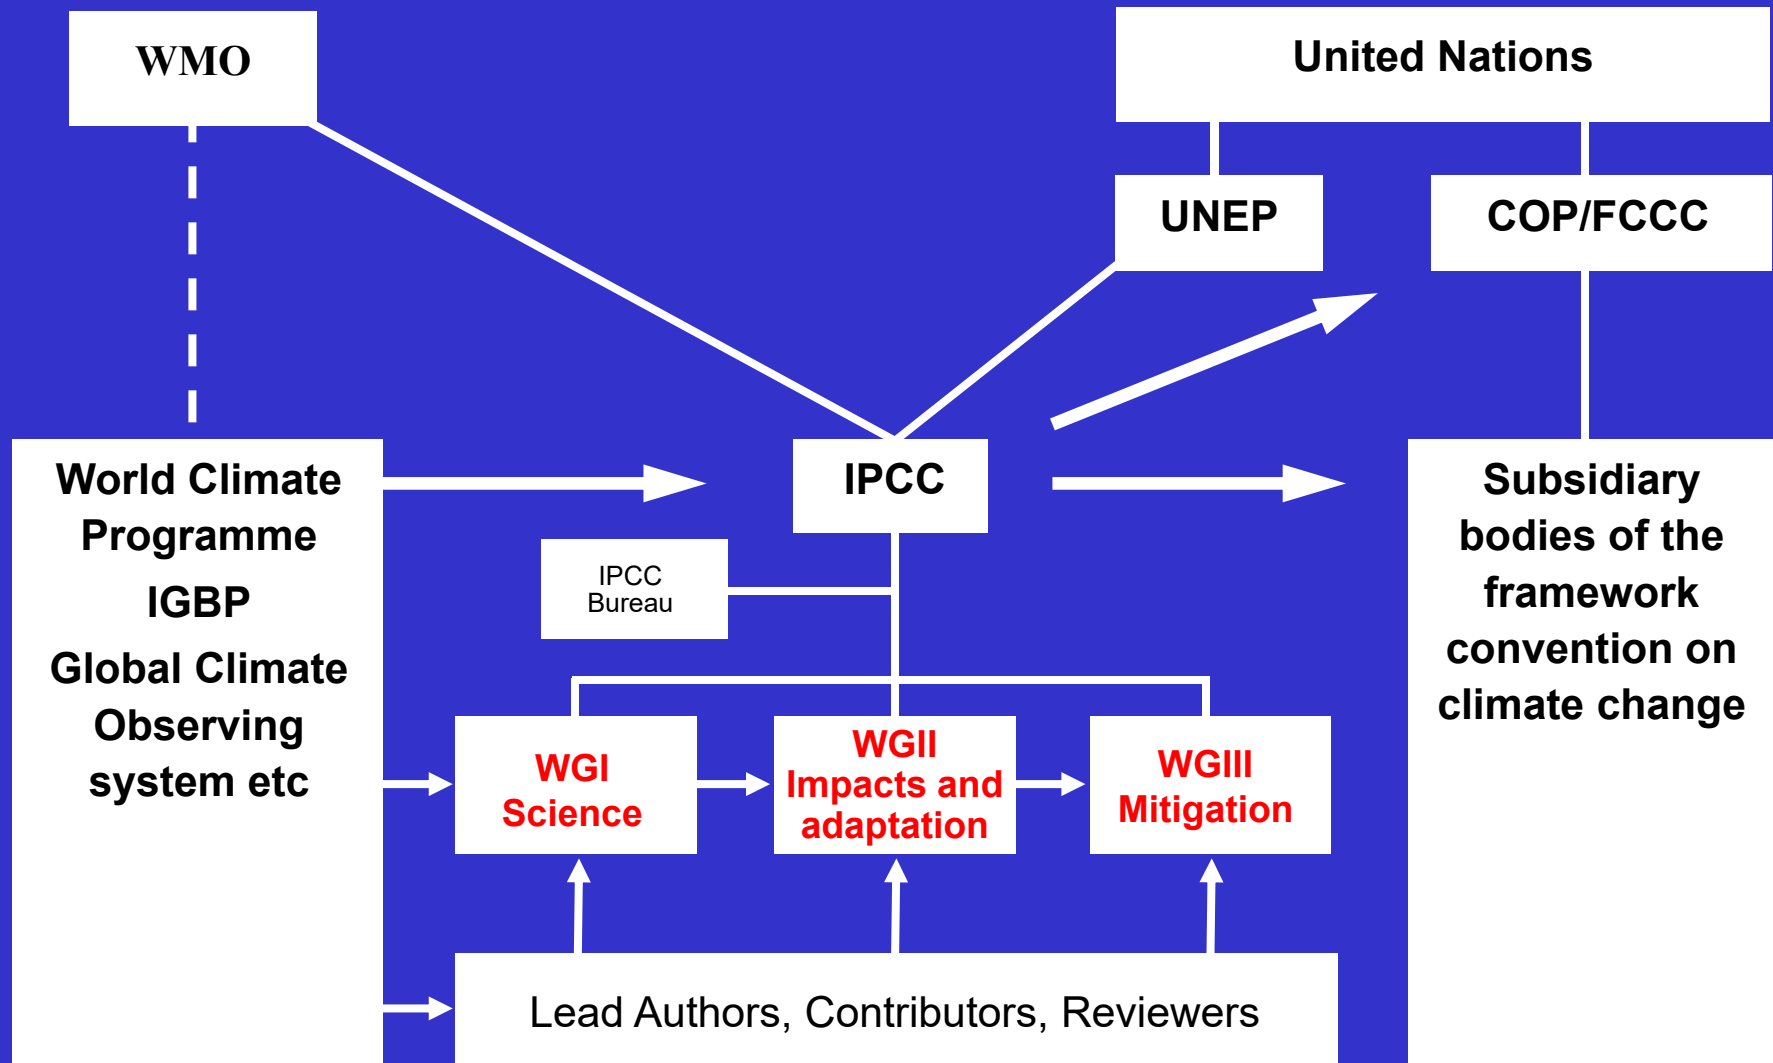 WMO
United Nations
UNEP
COP/FCCC
World Climate
Programme
IGBP
Global Climate
Observing
system etc
IPCC
IPCC
Bureau
Subsidiary
bodies of the
framework
convention on
climate change
WGI
Science
WGII
Impacts and
adaptation
WGIII
Mitigation
Lead Authors, Contributors, Reviewers